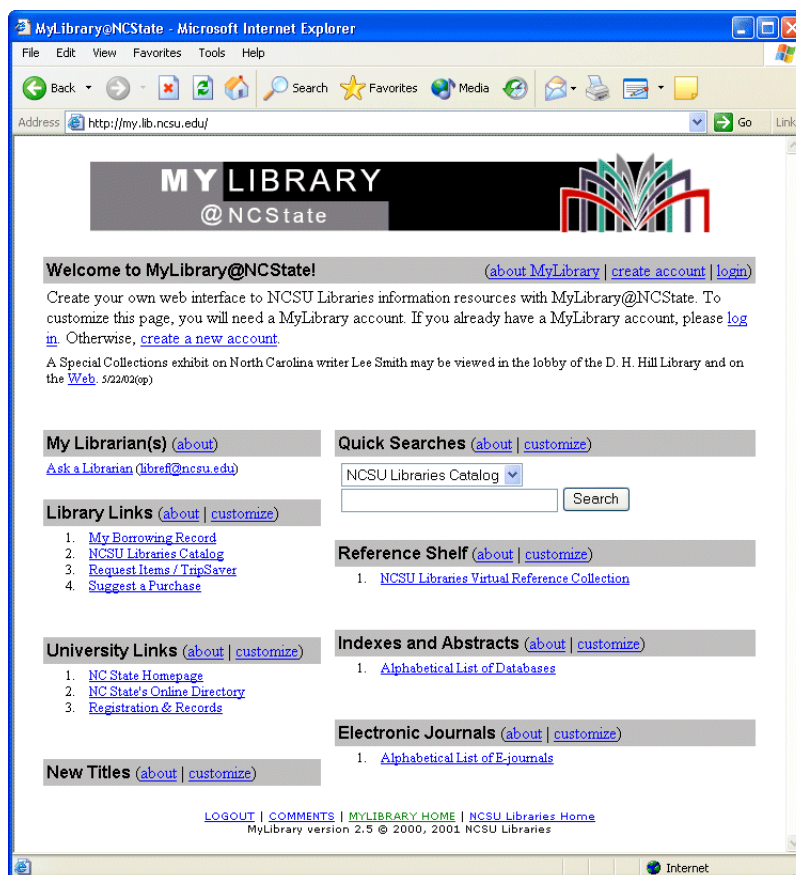 MyLibrary@NCState - Microsoft Internet Explorer
File Edit View Favorites Tools Help
Back Search Favorites Media
Address http://my.lib.ncsu.edu/ Go Link
MY LIBRARY
@NCState
Welcome to MyLibrary@NCState! (about MyLibrary | create account | login)
Create your own web interface to NCSU Libraries information resources with MyLibrary@NCState. To
customize this page, you will need a MyLibrary account. If you already have a MyLibrary account, please log
in. Otherwise, create a new account.
A Special Collections exhibit on North Carolina writer Lee Smith may be viewed in the lobby of the D. H. Hill Library and on
the Web. 5/22/02(op)
My Librarian(s) (about)
Ask a Librarian (libref@ncsu.edu)
Library Links (about | customize)
1. My Borrowing Record
2. NCSU Libraries Catalog
3. Request Items / TripSaver
4. Suggest a Purchase
University Links (about | customize)
1. NC State Homepage
2. NC State's Online Directory
3. Registration & Records
New Titles (about | customize)
Quick Searches (about | customize)
NCSU Libraries Catalog
Search
Reference Shelf (about | customize)
1. NCSU Libraries Virtual Reference Collection
Indexes and Abstracts (about | customize)
1. Alphabetical List of Databases
Electronic Journals (about | customize)
1. Alphabetical List of E-journals
LOGOUT | COMMENTS | MYLIBRARY HOME | NCSU Libraries Home
MyLibrary version 2.5 © 2000, 2001 NCSU Libraries
Internet